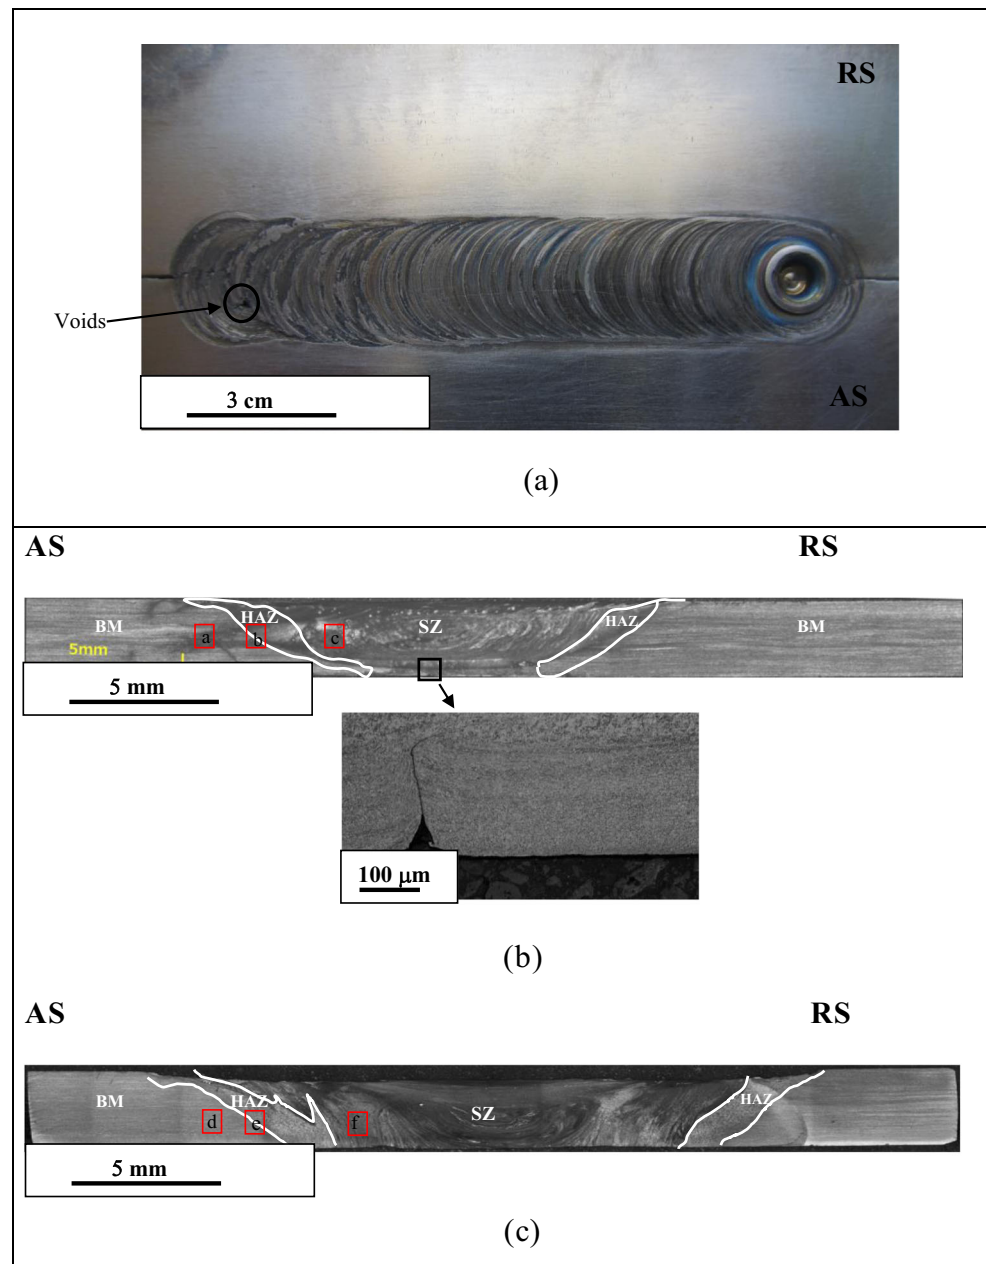 RS
Voids
AS
3 cm
(a)
AS RS
HAZ HAZ
BM a b c SZ BM
5mm
5 mm
100 μm
(b)
AS RS
BM HAZ SZ HAZ
d e f
5 mm
(c)